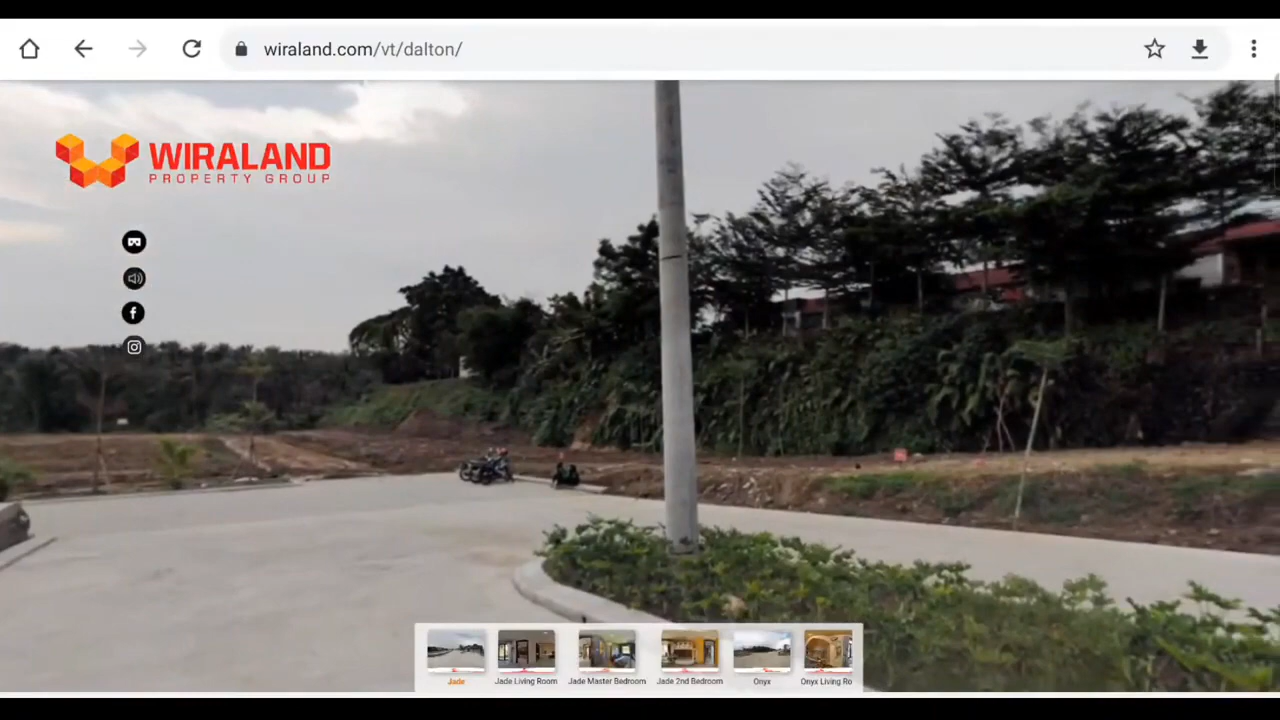 wiraland.com/vt/dalton/
WIRALAND
PROPERTY GROUP
Jade
Jade Living Room
Jade Master Bedroom
Jade 2nd Bedroom
Onyx
Onyx Living Ro